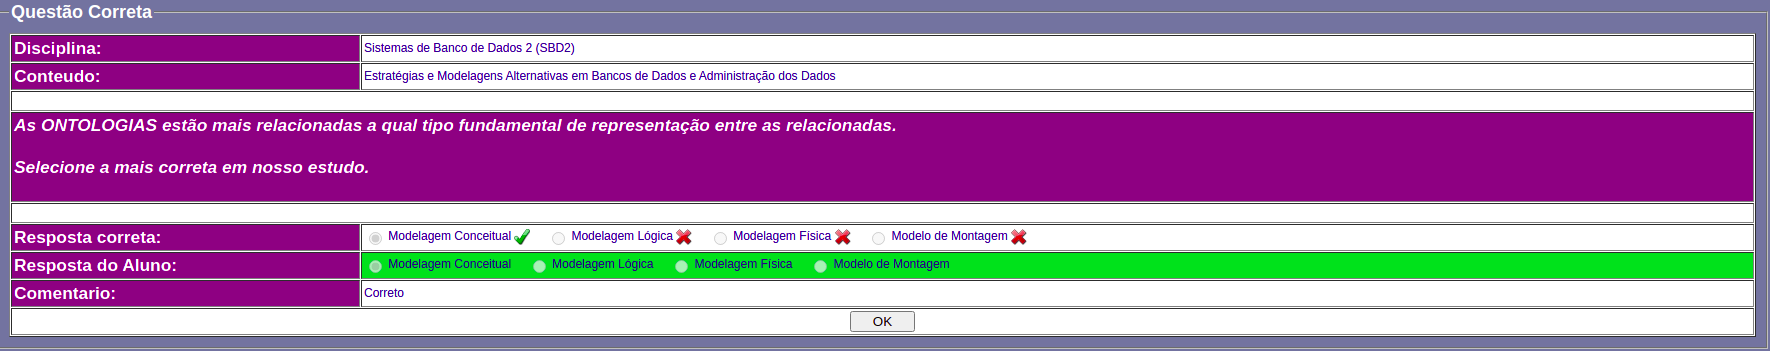 Questão Correta
Disciplina: Sistemas de Banco de Dados 2 (SBD2)
Conteudo: Estratégias e Modelagens Alternativas em Bancos de Dados e Administração dos Dados
As ONTOLOGIAS estão mais relacionadas a qual tipo fundamental de representação entre as relacionadas.
Selecione a mais correta em nosso estudo.
Resposta correta: Modelagem Conceitual Modelagem Lógica Modelagem Física Modelo de Montagem
Resposta do Aluno: Modelagem Conceitual Modelagem Lógica Modelagem Física Modelo de Montagem
Comentario: Correto
OK